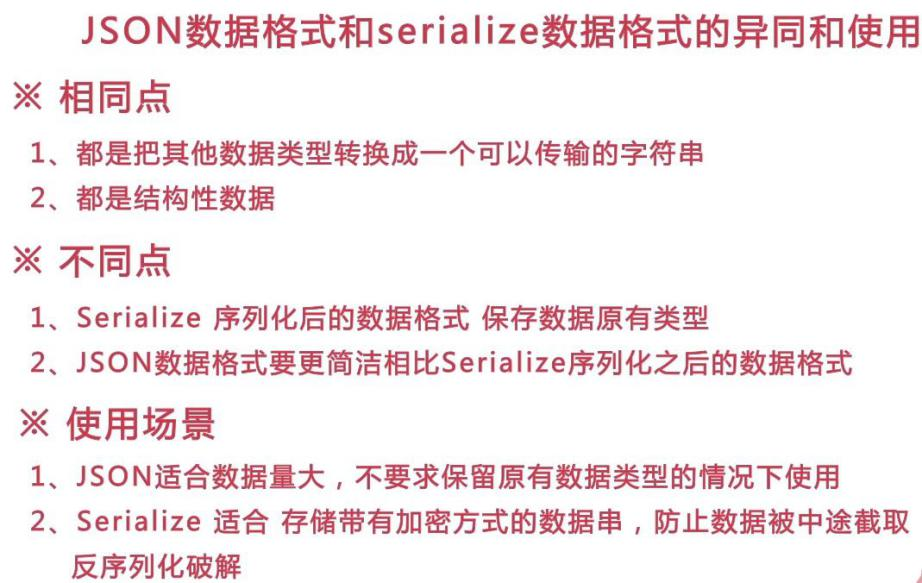 JSON数据格式和serialize数据格式的异同和使用
※ 相同点
1、都是把其他数据类型转换成一个可以传输的字符串
2、都是结构性数据
※ 不同点
1、Serialize 序列化后的数据格式 保存数据原有类型
2、JSON数据格式要更简洁相比Serialize序列化之后的数据格式
※ 使用场景
1、JSON适合数据量大，不要求保留原有数据类型的情况下使用
2、Serialize 适合 存储带有加密方式的数据串，防止数据被中途截取
反序列化破解